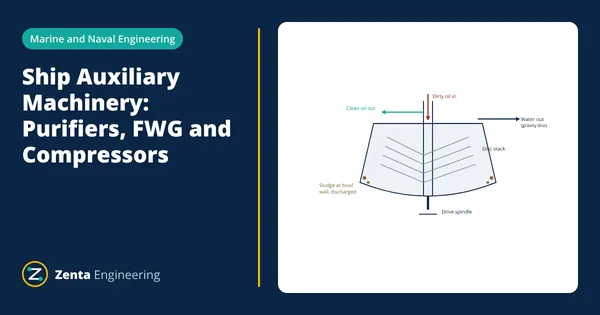 Marine and Naval Engineering
Ship Auxiliary
Machinery:
Purifiers, FWG and
Compressors
Zenta Engineering
Dirty oil in
Clean oil out
Water out
(gravity disc)
Disc stack
Sludge at bowl
wall, discharged
Drive spindle